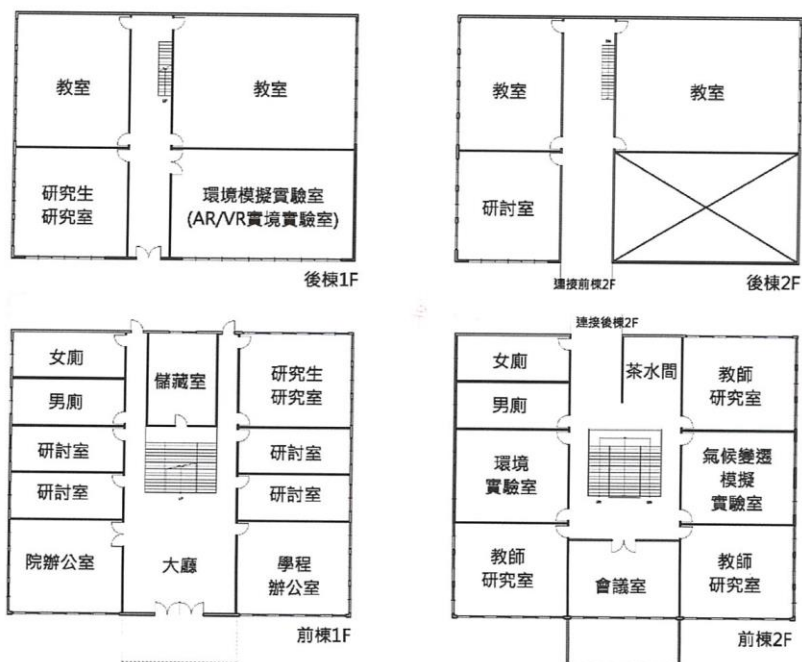 教室
教室
研究生
研究室
環境模擬實驗室
(AR/VR實境實驗室)
後棟1F
教室
教室
研討室
連接前棟2F
後棟2F
女廁
男廁
研討室
研討室
院辦公室
儲藏室
大廳
研究生
研究室
研討室
研討室
學程
辦公室
前棟1F
連接後棟2F
女廁
男廁
環境
實驗室
教師
研究室
茶水間
會議室
教師
研究室
氣候變遷
模擬
實驗室
教師
研究室
前棟2F